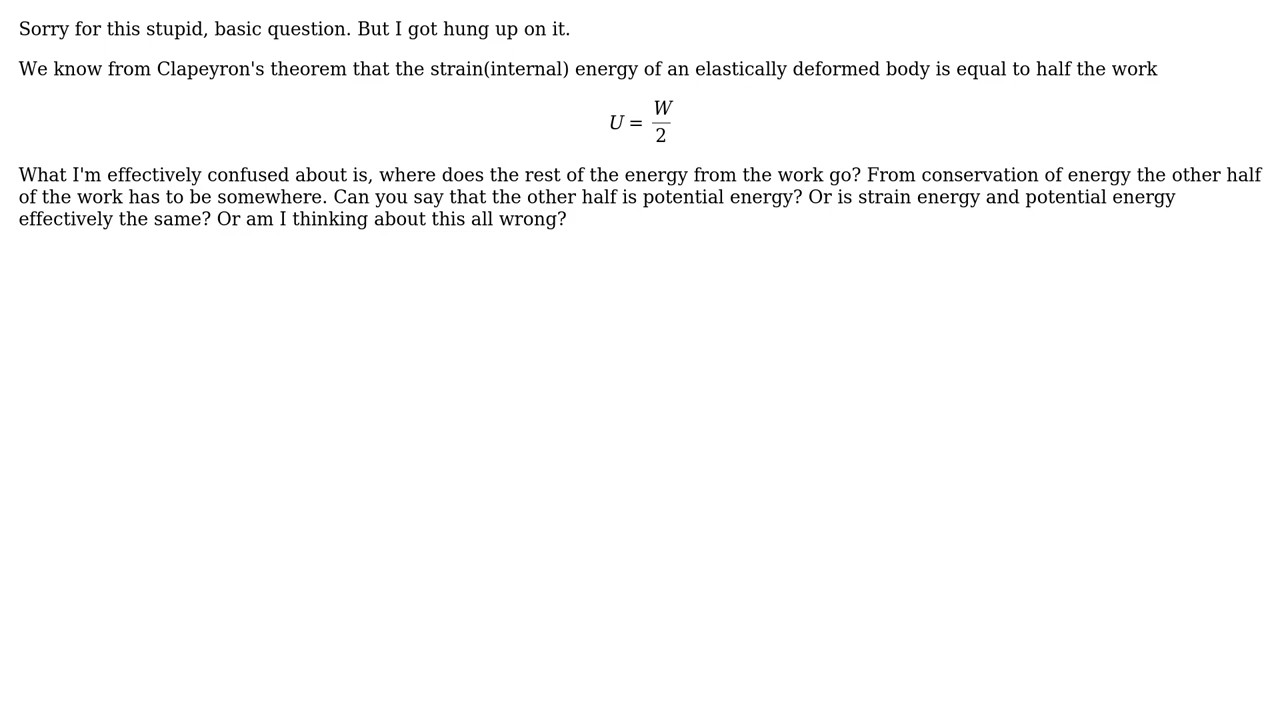 Sorry for this stupid, basic question. But I got hung up on it.
We know from Clapeyron's theorem that the strain(internal) energy of an elastically deformed body is equal to half the work
U = W/2
What I'm effectively confused about is, where does the rest of the energy from the work go? From conservation of energy the other half
of the work has to be somewhere. Can you say that the other half is potential energy? Or is strain energy and potential energy
effectively the same? Or am I thinking about this all wrong?